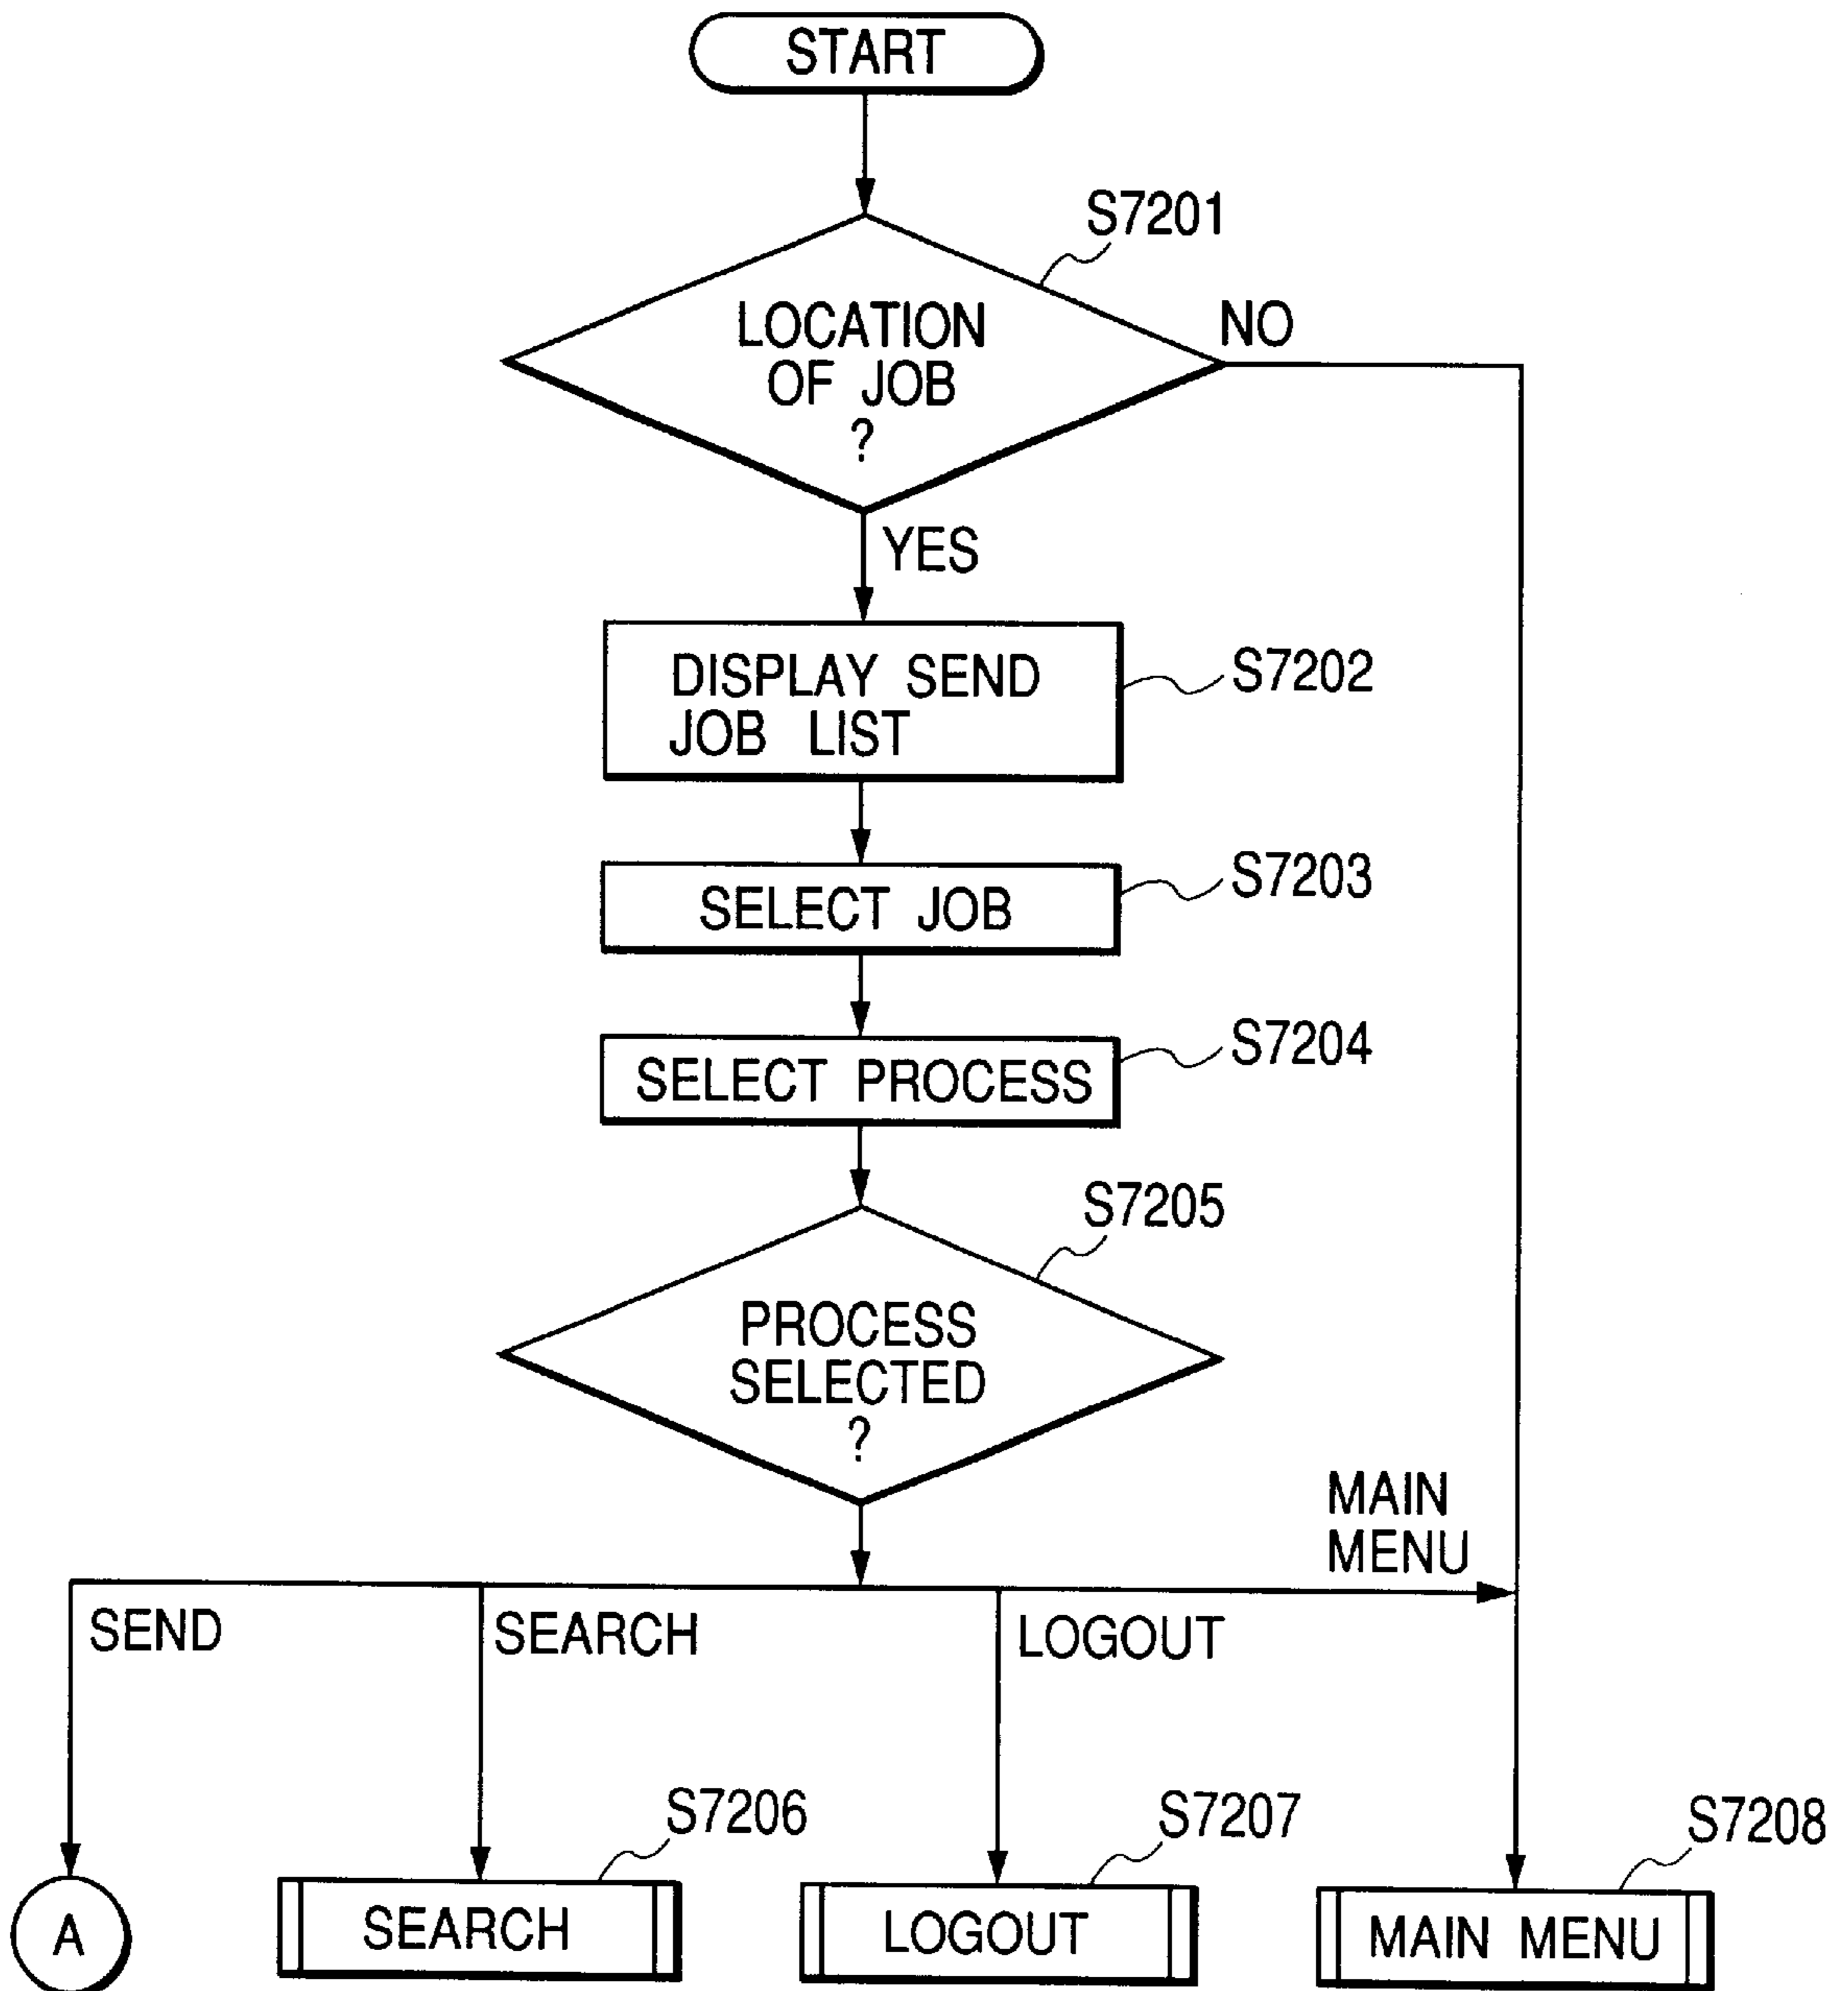 START
S7201
LOCATION
OF JOB
?
NO
YES
DISPLAY SEND
JOB LIST
S7202
SELECT JOB
S7203
SELECT PROCESS
S7204
S7205
PROCESS
SELECTED
?
MAIN
MENU
SEND
SEARCH
LOGOUT
S7206
S7207
S7208
A
SEARCH
LOGOUT
MAIN MENU